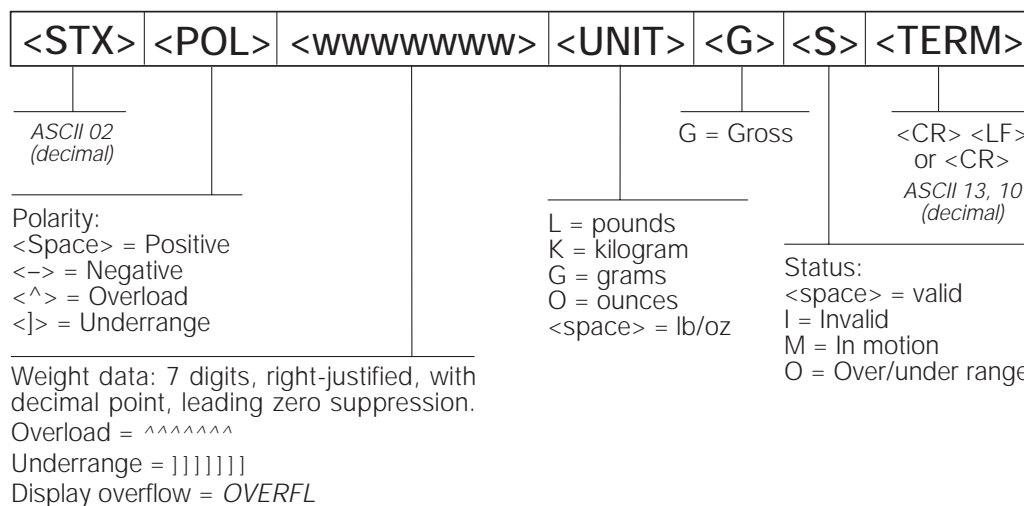 <STX> <POL> <wwwwwww> <UNIT> <G> <S> <TERM>
ASCII 02
(decimal)
G = Gross
<CR> <LF>
or <CR>
ASCII 13, 10
(decimal)
Polarity:
<Space> = Positive
<–> = Negative
<^> = Overload
<]> = Underrange
L = pounds
K = kilogram
G = grams
O = ounces
<space> = lb/oz
Status:
<space> = valid
I = Invalid
M = In motion
O = Over/under range
Weight data: 7 digits, right-justified, with
decimal point, leading zero suppression.
Overload = ^^^^^^^
Underrange = ]]]]]]]
Display overflow = OVERFL